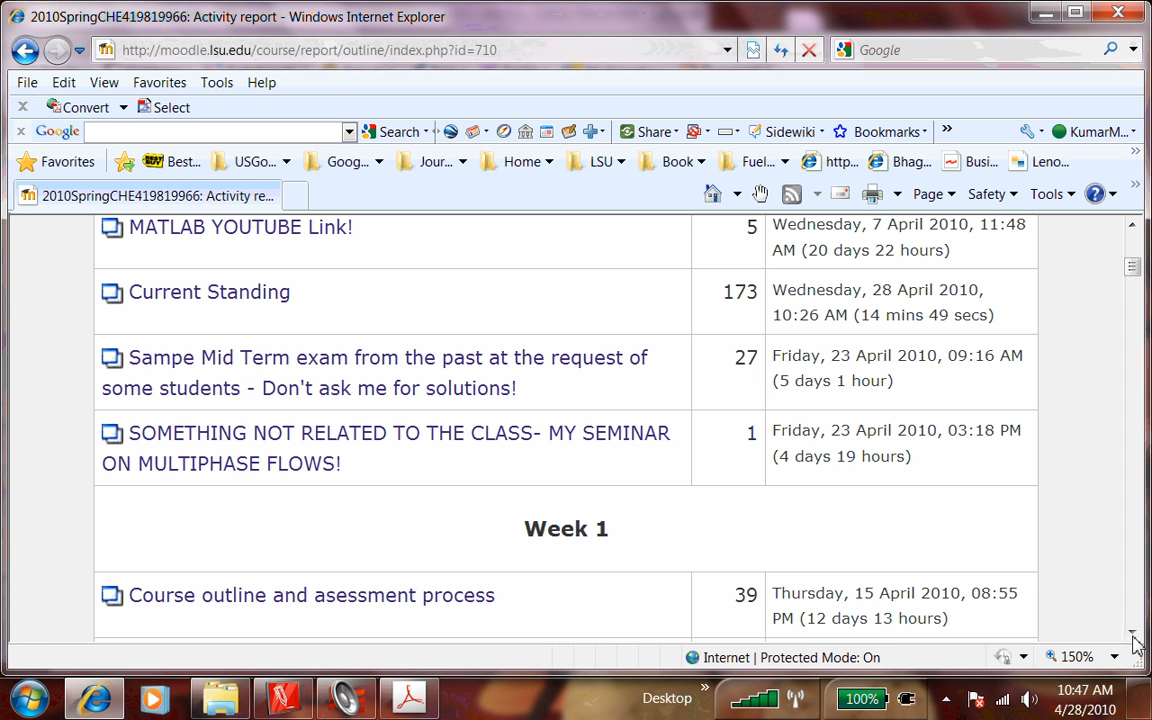 2010SpringCHE419819966: Activity report - Windows Internet Explorer
http://moodle.lsu.edu/course/report/outline/index.php?id=710
Google
File Edit View Favorites Tools Help
x Convert Select
x Google Search Share Sidewiki Bookmarks » KumarM...
Favorites Best... USGo... Goog... Jour... Home LSU Book Fuel... http... Bhag... Busi... Leno... »
2010SpringCHE419819966: Activity re... Page Safety Tools »
MATLAB YOUTUBE Link! 5 Wednesday, 7 April 2010, 11:48
AM (20 days 22 hours)
Current Standing 173 Wednesday, 28 April 2010,
10:26 AM (14 mins 49 secs)
Sampe Mid Term exam from the past at the request of 27 Friday, 23 April 2010, 09:16 AM
some students - Don't ask me for solutions! (5 days 1 hour)
SOMETHING NOT RELATED TO THE CLASS- MY SEMINAR 1 Friday, 23 April 2010, 03:18 PM
ON MULTIPHASE FLOWS! (4 days 19 hours)
Week 1
Course outline and asessment process 39 Thursday, 15 April 2010, 08:55
PM (12 days 13 hours)
Internet | Protected Mode: On 150%
Desktop » 100% 10:47 AM
4/28/2010